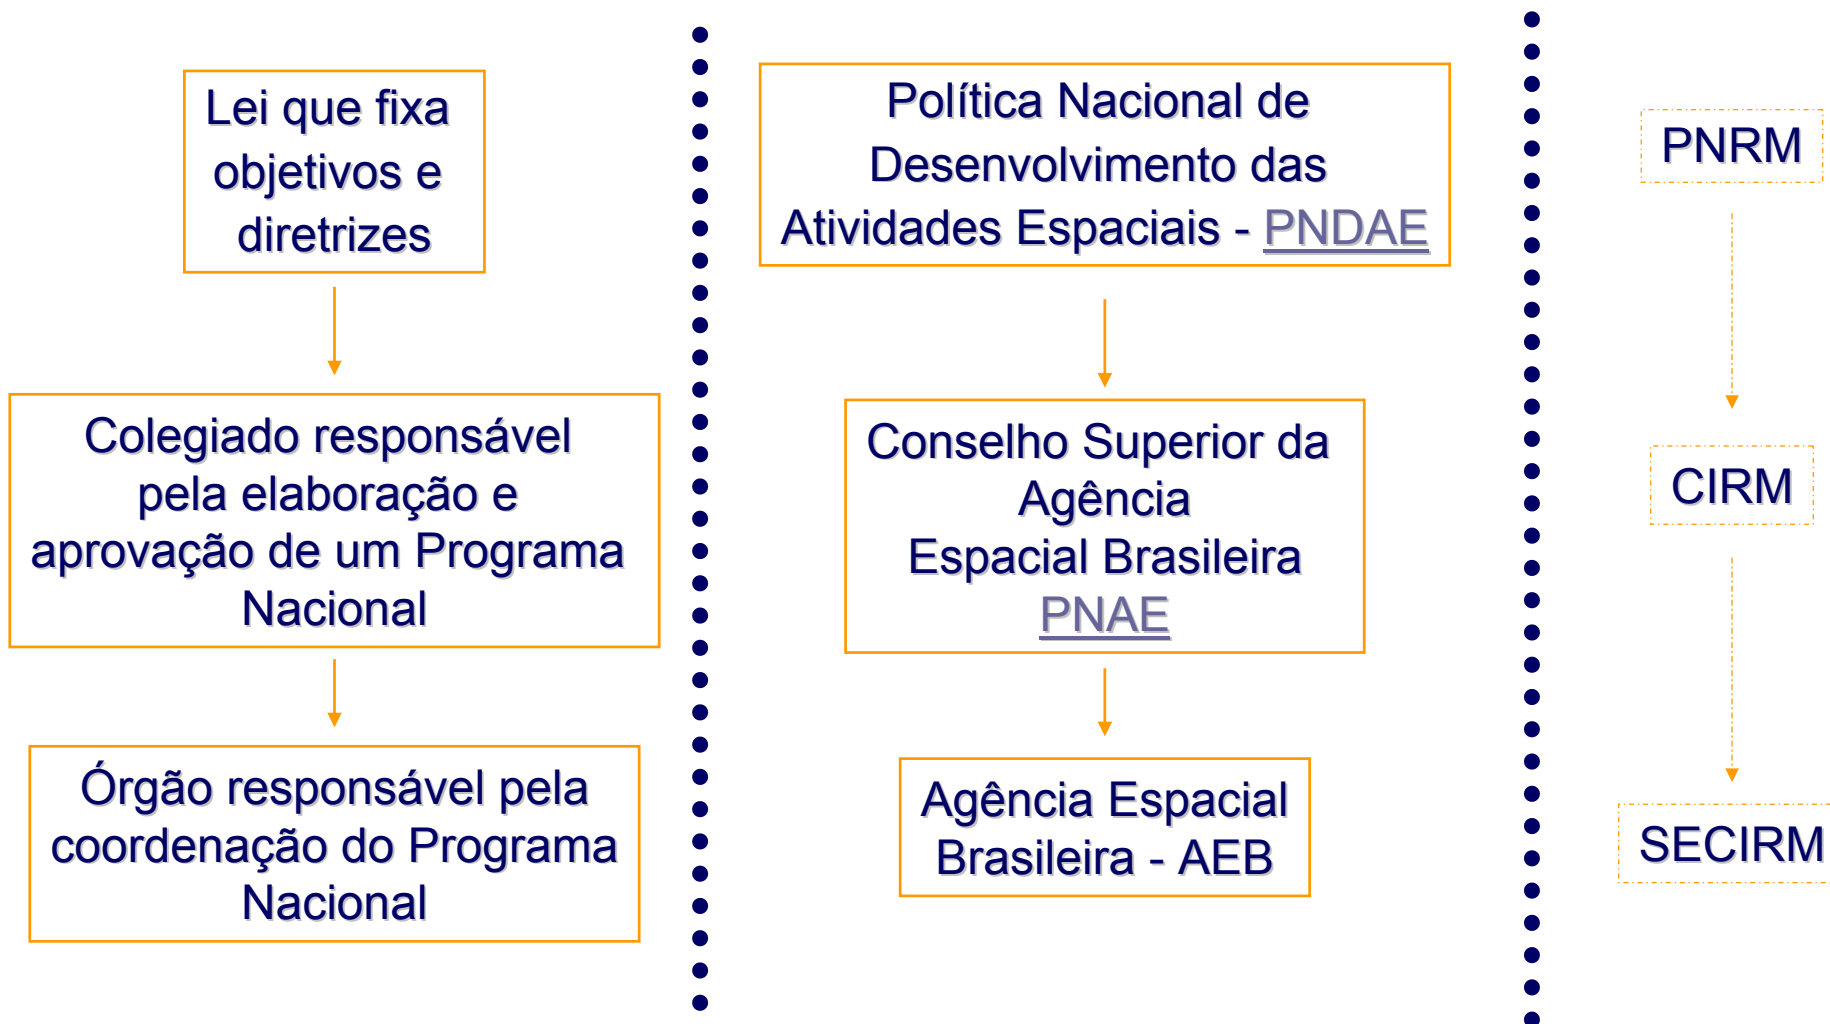 Lei que fixa
objetivos e
diretrizes
Colegiado responsável
pela elaboração e
aprovação de um Programa
Nacional
Órgão responsável pela
coordenação do Programa
Nacional
Política Nacional de
Desenvolvimento das
Atividades Espaciais - PNDAE
Conselho Superior da
Agência
Espacial Brasileira
PNAE
Agência Espacial
Brasileira - AEB
PNRM
CIRM
SECIRM